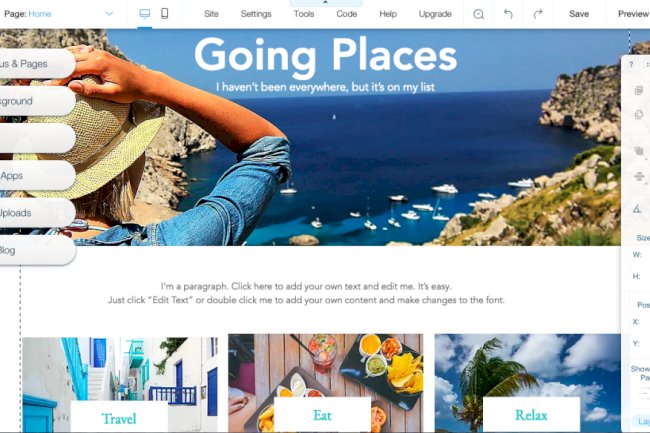 Page: Home
Site
Settings
Tools
Code
Help
Upgrade
Save
Preview
Going Places
I haven't been everywhere, but it's on my list
us & Pages
kground
Apps
Uploads
Blog
?
Size
W:
H:
Pos
X:
Y:
Show
Pag
Lay
I'm a paragraph. Click here to add your own text and edit me. It's easy.
Just click "Edit Text" or double click me to add your own content and make changes to the font.
Travel
Eat
Relax